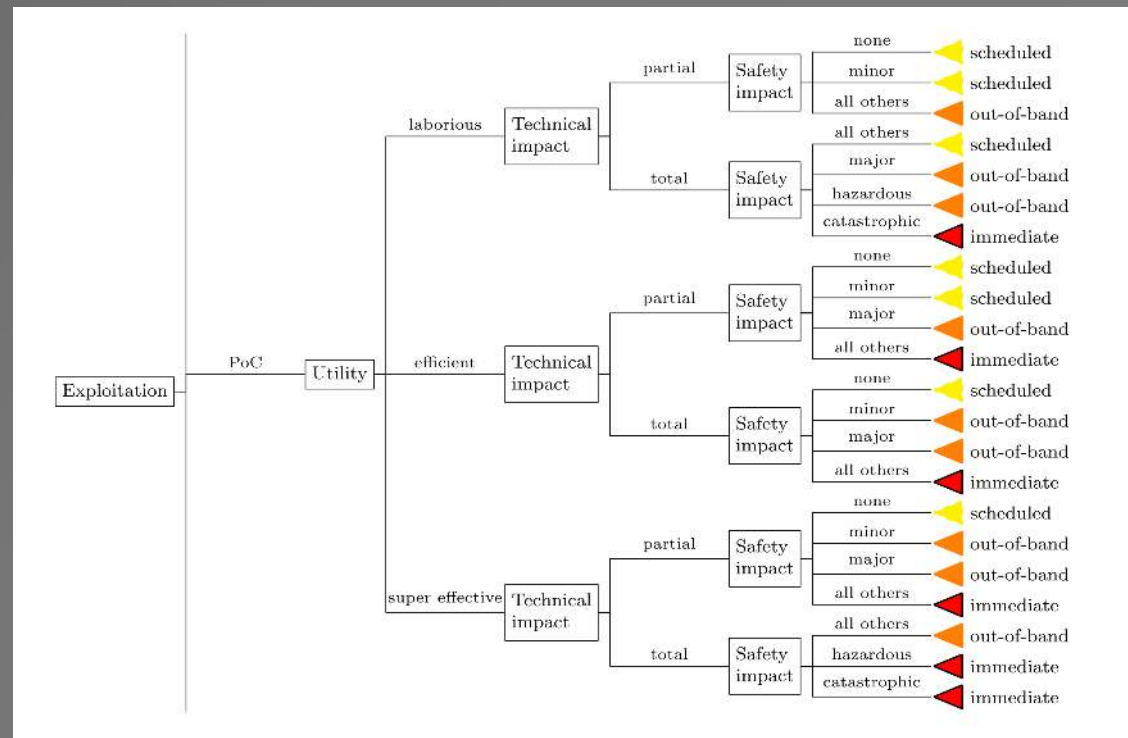 none
scheduled
partial
Safety
impact
minor
scheduled
all others
out-of-band
laborious
Technical
impact
all others
scheduled
major
out-of-band
total
Safety
impact
hazardous
out-of-band
catastrophic
immediate
none
scheduled
partial
Safety
impact
minor
scheduled
major
out-of-band
all others
immediate
Exploitation
PoC
Utility
efficient
Technical
impact
none
scheduled
total
Safety
impact
minor
out-of-band
major
out-of-band
all others
immediate
none
scheduled
partial
Safety
impact
minor
out-of-band
major
out-of-band
all others
immediate
super effective
Technical
impact
all others
out-of-band
total
Safety
impact
hazardous
immediate
catastrophic
immediate